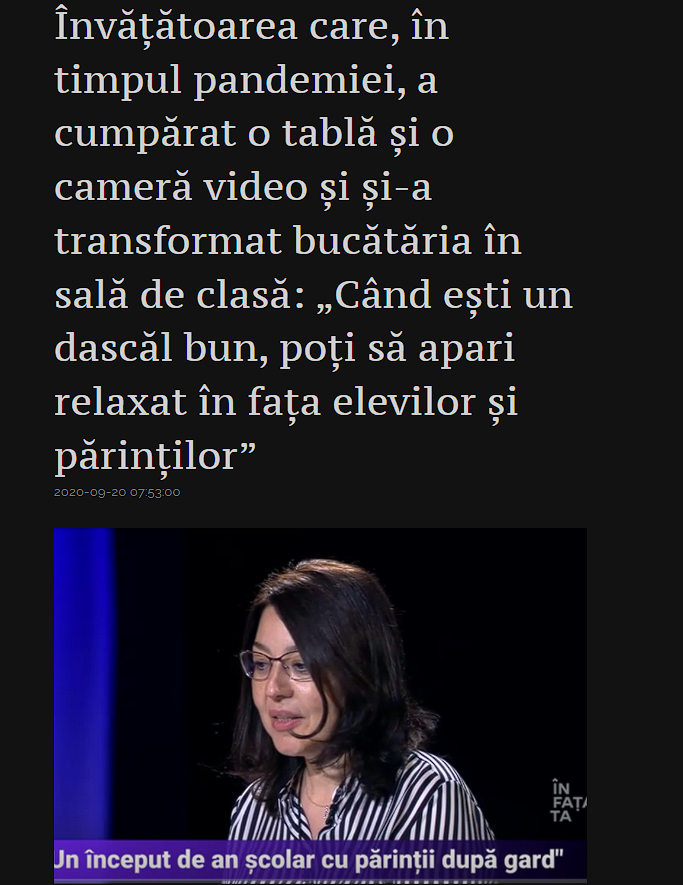 Învățătoarea care, în
timpul pandemiei, a
cumpărat o tablă și o
cameră video și și-a
transformat bucătăria în
sală de clasă: „Când ești un
dascăl bun, poți să apari
relaxat în fața elevilor și
părinților”
2020-09-20 07:53:00
ÎN
FAȚA
TA
Un început de an școlar cu părinții după gard"